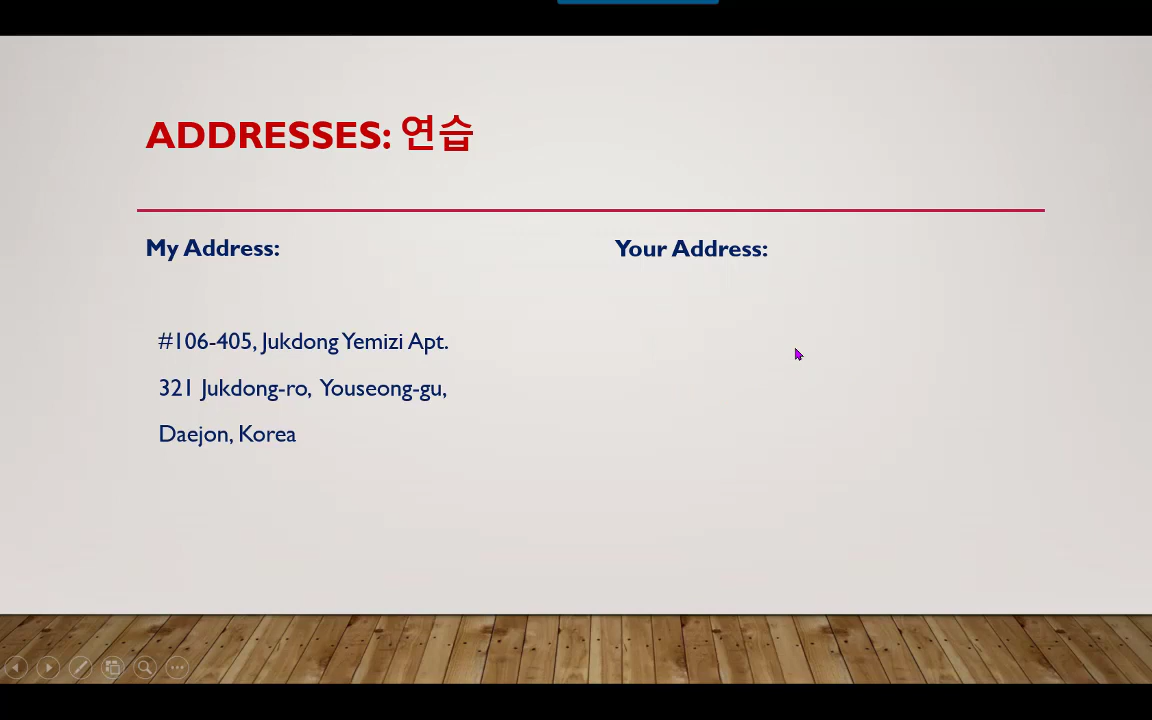 ADDRESSES: 연습
My Address:
#106-405, Jukdong Yemizi Apt.
321 Jukdong-ro, Youseong-gu,
Daejon, Korea
Your Address: